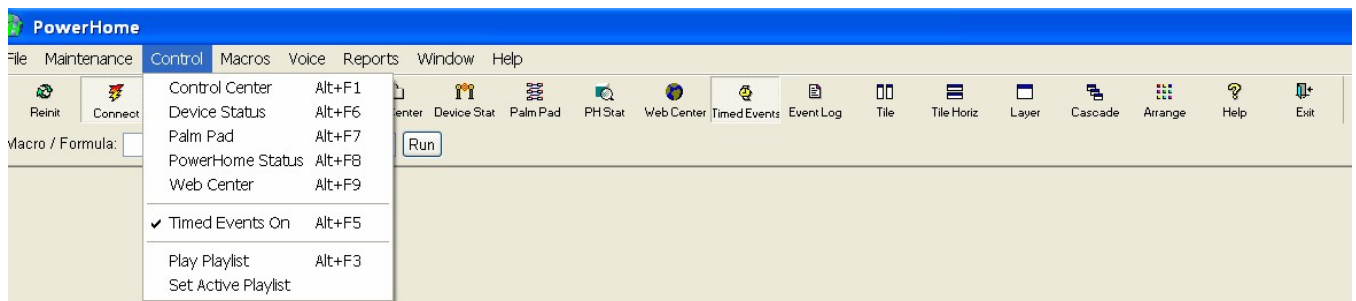 PowerHome
File Maintenance Control Macros Voice Reports Window Help
Reinit Connect enter Device Stat Palm Pad PH Stat Web Center Timed Events Event Log Tile Tile Horiz Layer Cascade Arrange Help Exit
Macro / Formula: Run
Control Center Alt+F1
Device Status Alt+F6
Palm Pad Alt+F7
PowerHome Status Alt+F8
Web Center Alt+F9
Timed Events On Alt+F5
Play Playlist Alt+F3
Set Active Playlist